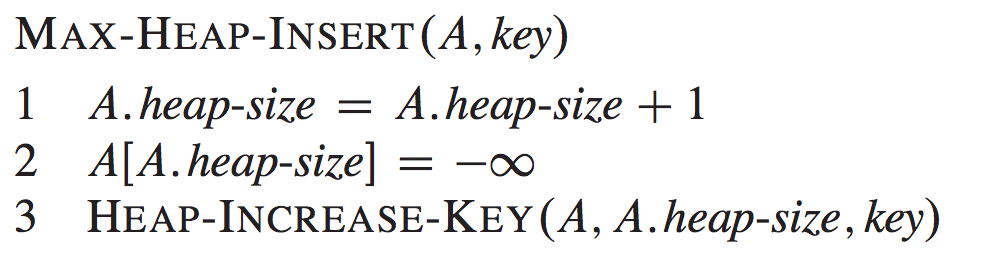 MAX-HEAP-INSERT(A, key)
1 A.heap-size = A.heap-size + 1
2 A[A.heap-size] = −∞
3 HEAP-INCREASE-KEY(A, A.heap-size, key)